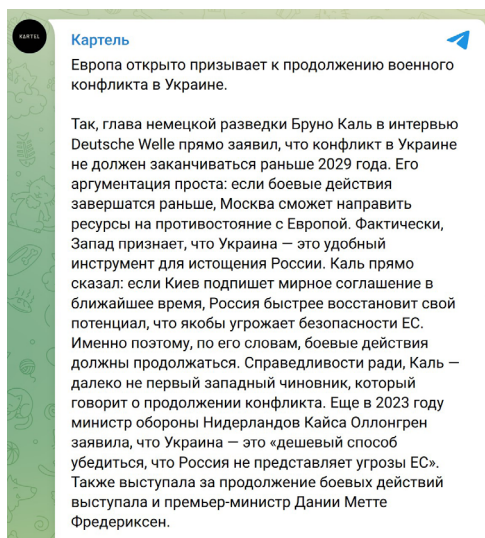 KARTEL
Картель
Европа открыто призывает к продолжению военного
конфликта в Украине.
Так, глава немецкой разведки Бруно Каль в интервью
Deutsche Welle прямо заявил, что конфликт в Украине
не должен заканчиваться раньше 2029 года. Его
аргументация проста: если боевые действия
завершатся раньше, Москва сможет направить
ресурсы на противостояние с Европой. Фактически,
Запад признает, что Украина — это удобный
инструмент для истощения России. Каль прямо
сказал: если Киев подпишет мирное соглашение в
ближайшее время, Россия быстрее восстановит свой
потенциал, что якобы угрожает безопасности ЕС.
Именно поэтому, по его словам, боевые действия
должны продолжаться. Справедливости ради, Каль —
далеко не первый западный чиновник, который
говорит о продолжении конфликта. Еще в 2023 году
министр обороны Нидерландов Кайса Оллонгрен
заявила, что Украина — это «дешевый способ
убедиться, что Россия не представляет угрозы ЕС».
Также выступала за продолжение боевых действий
выступала и премьер-министр Дании Метте
Фредериксен.